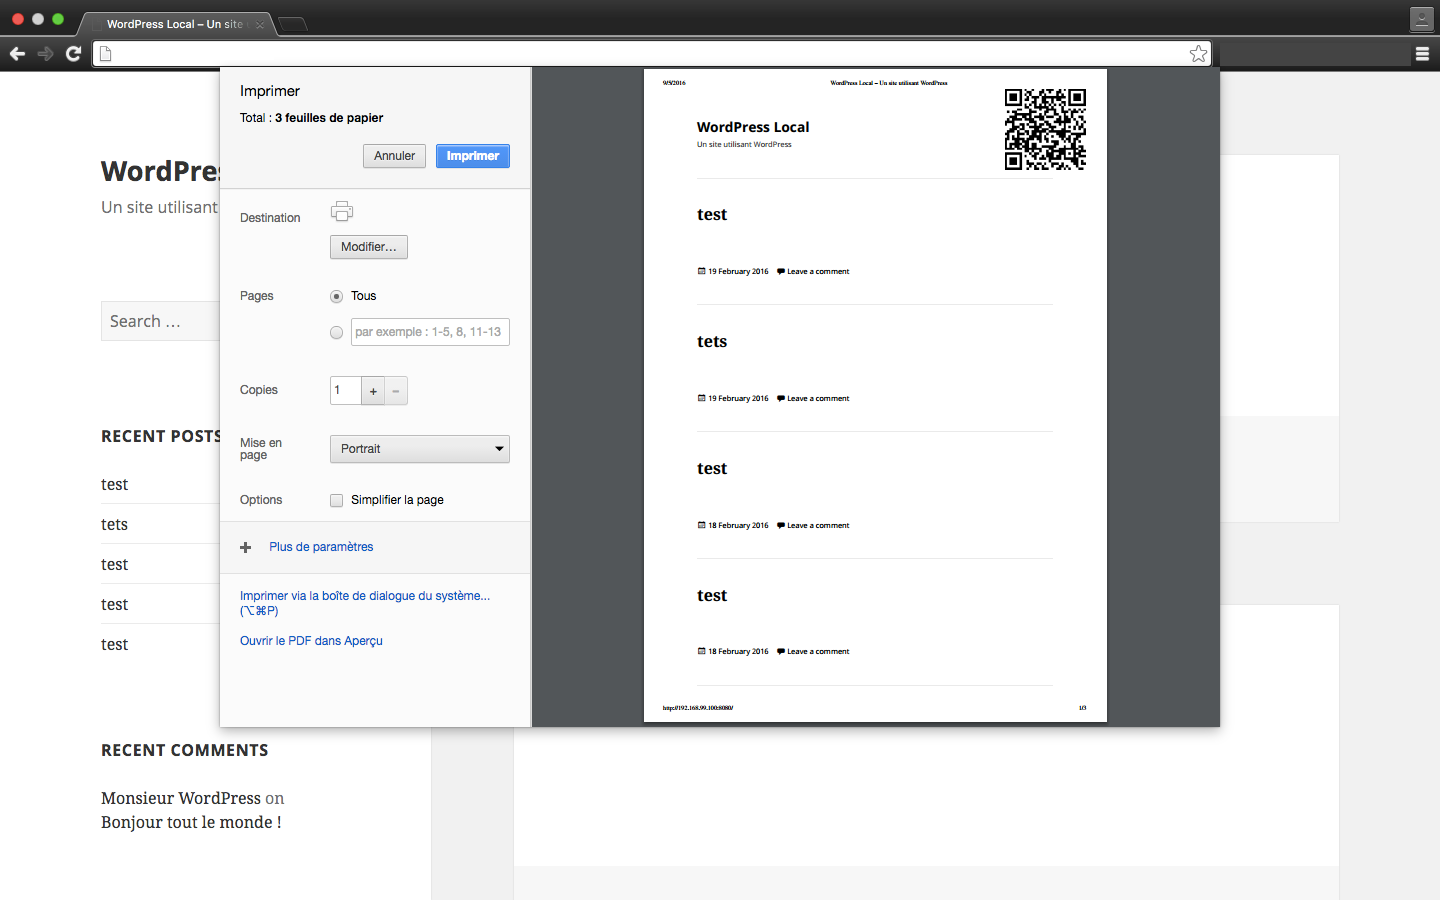 WordPress Local – Un site
WordPres
Un site utilisant
Search …
RECENT POSTS
test
tets
test
test
test
RECENT COMMENTS
Monsieur WordPress on
Bonjour tout le monde !
Imprimer
Total : 3 feuilles de papier
Annuler
Imprimer
Destination
Modifier...
Pages
Tous
par exemple : 1-5, 8, 11-13
Copies
1
+
-
Mise en
page
Portrait
Options
Simplifier la page
Plus de paramètres
Imprimer via la boîte de dialogue du système...
(⌥⌘P)
Ouvrir le PDF dans Aperçu
9/5/2016
WordPress Local – Un site utilisant WordPress
WordPress Local
Un site utilisant WordPress
test
19 February 2016 Leave a comment
tets
19 February 2016 Leave a comment
test
18 February 2016 Leave a comment
test
18 February 2016 Leave a comment
http://192.168.99.100:8080/
1/3